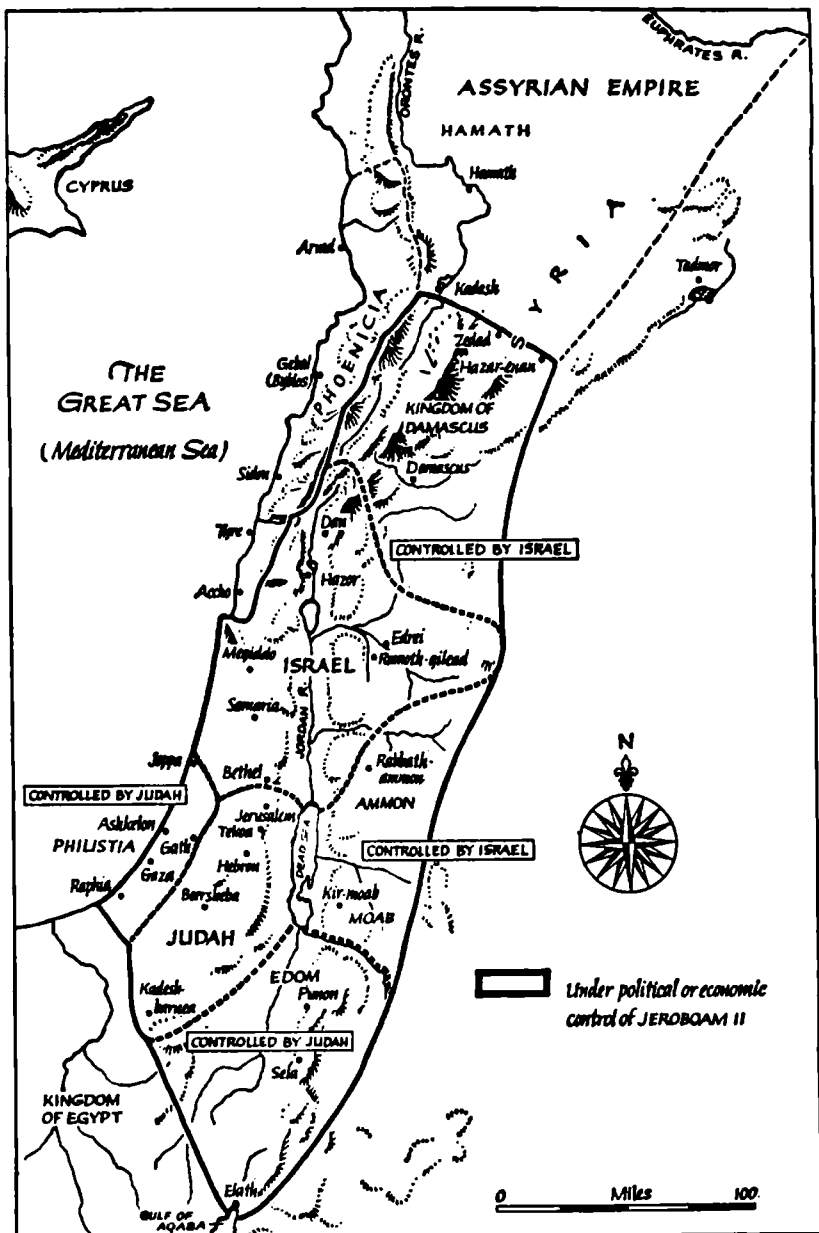 EUPHRATES R.
ORONTES R.
ASSYRIAN EMPIRE
HAMATH
Hamath
CYPRUS
SYRIA
Arvad
Tadmor
Kadesh
PHOENICIA
Zedad
Hazar-enan
Gebal
(Byblos)
THE
GREAT SEA
(Mediterranean Sea)
KINGDOM OF
DAMASCUS
Damascus
Sidon
Dan
Tyre
CONTROLLED BY ISRAEL
Hazor
Accho
Edrei
Ramoth-gilead
Megiddo
ISRAEL
JORDAN R.
Samaria
N
Joppa
Bethel
Rabbath-
ammon
CONTROLLED BY JUDAH
AMMON
Jerusalem
Tekoa
Ashkelon
Gath
PHILISTIA
DEAD SEA
CONTROLLED BY ISRAEL
Gaza
Hebron
Raphia
Beersheba
Kir-moab
MOAB
JUDAH
EDOM
Kadesh-
barnea
Punon
Under political or economic
control of JEROBOAM II
CONTROLLED BY JUDAH
Sela
KINGDOM
OF EGYPT
Elath
0 Miles 100
GULF OF
AQABA